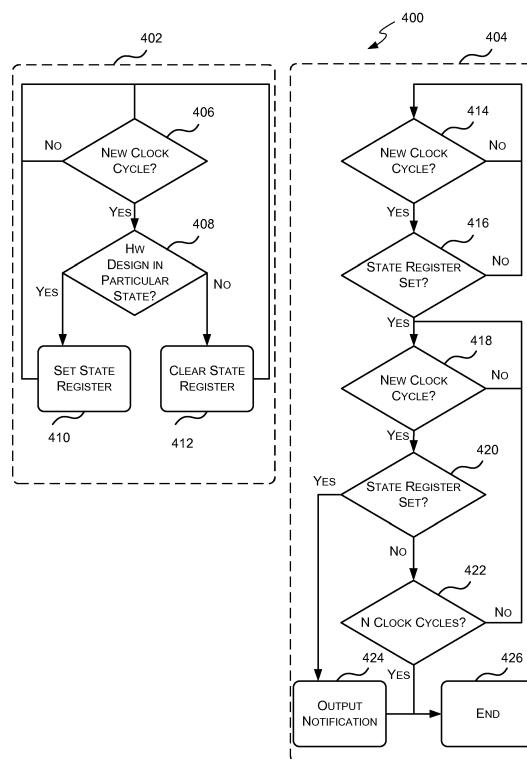 400
402
406
NEW CLOCK
CYCLE?
NO
YES
408
HW
DESIGN IN
PARTICULAR
STATE?
YES
NO
SET STATE
REGISTER
CLEAR STATE
REGISTER
410
412
404
414
NEW CLOCK
CYCLE?
NO
YES
416
STATE REGISTER
SET?
NO
YES
418
NEW CLOCK
CYCLE?
NO
YES
420
STATE REGISTER
SET?
YES
NO
422
N CLOCK CYCLES?
NO
YES
424
OUTPUT
NOTIFICATION
426
END